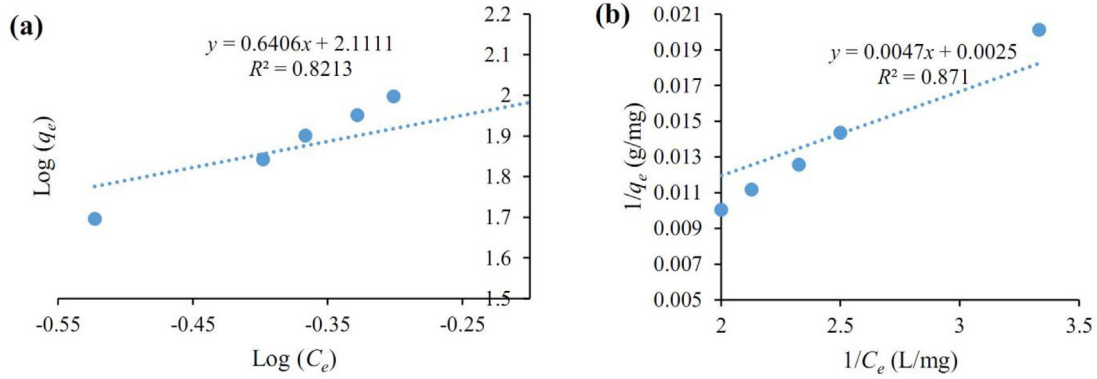 (a)
y = 0.6406x + 2.1111
R² = 0.8213
2.2
2.1
2
1.9
1.8
1.7
1.6
1.5
Log (qe)
-0.55 -0.45 -0.35 -0.25
Log (Ce)
(b)
y = 0.0047x + 0.0025
R² = 0.871
0.021
0.019
0.017
0.015
0.013
0.011
0.009
0.007
0.005
1/qe (g/mg)
2 2.5 3 3.5
1/Ce (L/mg)